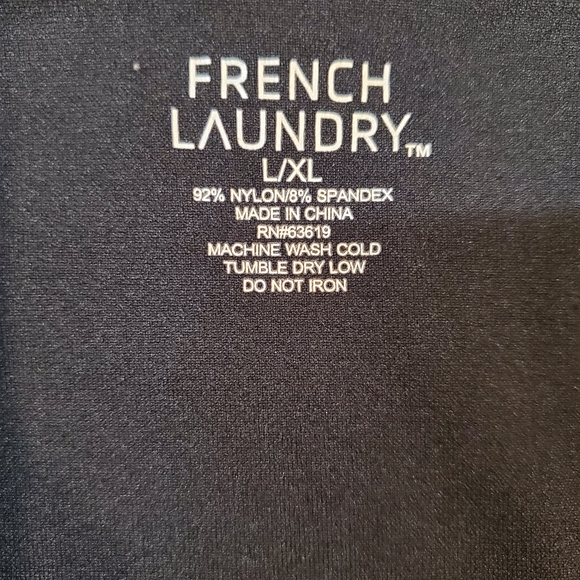 FRENCH
LAUNDRY™
L/XL
92% NYLON/8% SPANDEX
MADE IN CHINA
RN#63619
MACHINE WASH COLD
TUMBLE DRY LOW
DO NOT IRON